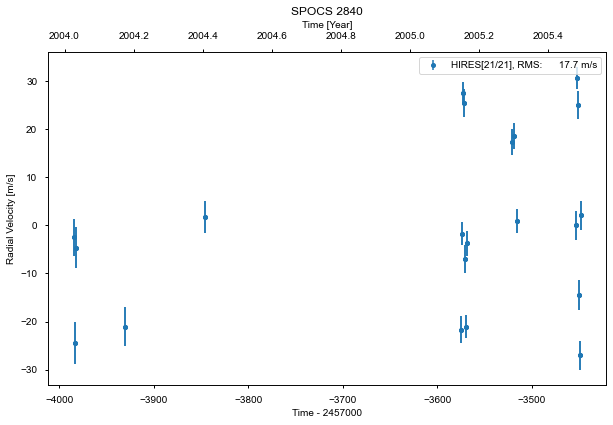 SPOCS 2840
Time [Year]
2004.0 2004.2 2004.4 2004.6 2004.8 2005.0 2005.2 2005.4
HIRES[21/21], RMS: 17.7 m/s
30
20
10
0
−10
−20
−30
Radial Velocity [m/s]
−4000 −3900 −3800 −3700 −3600 −3500
Time - 2457000